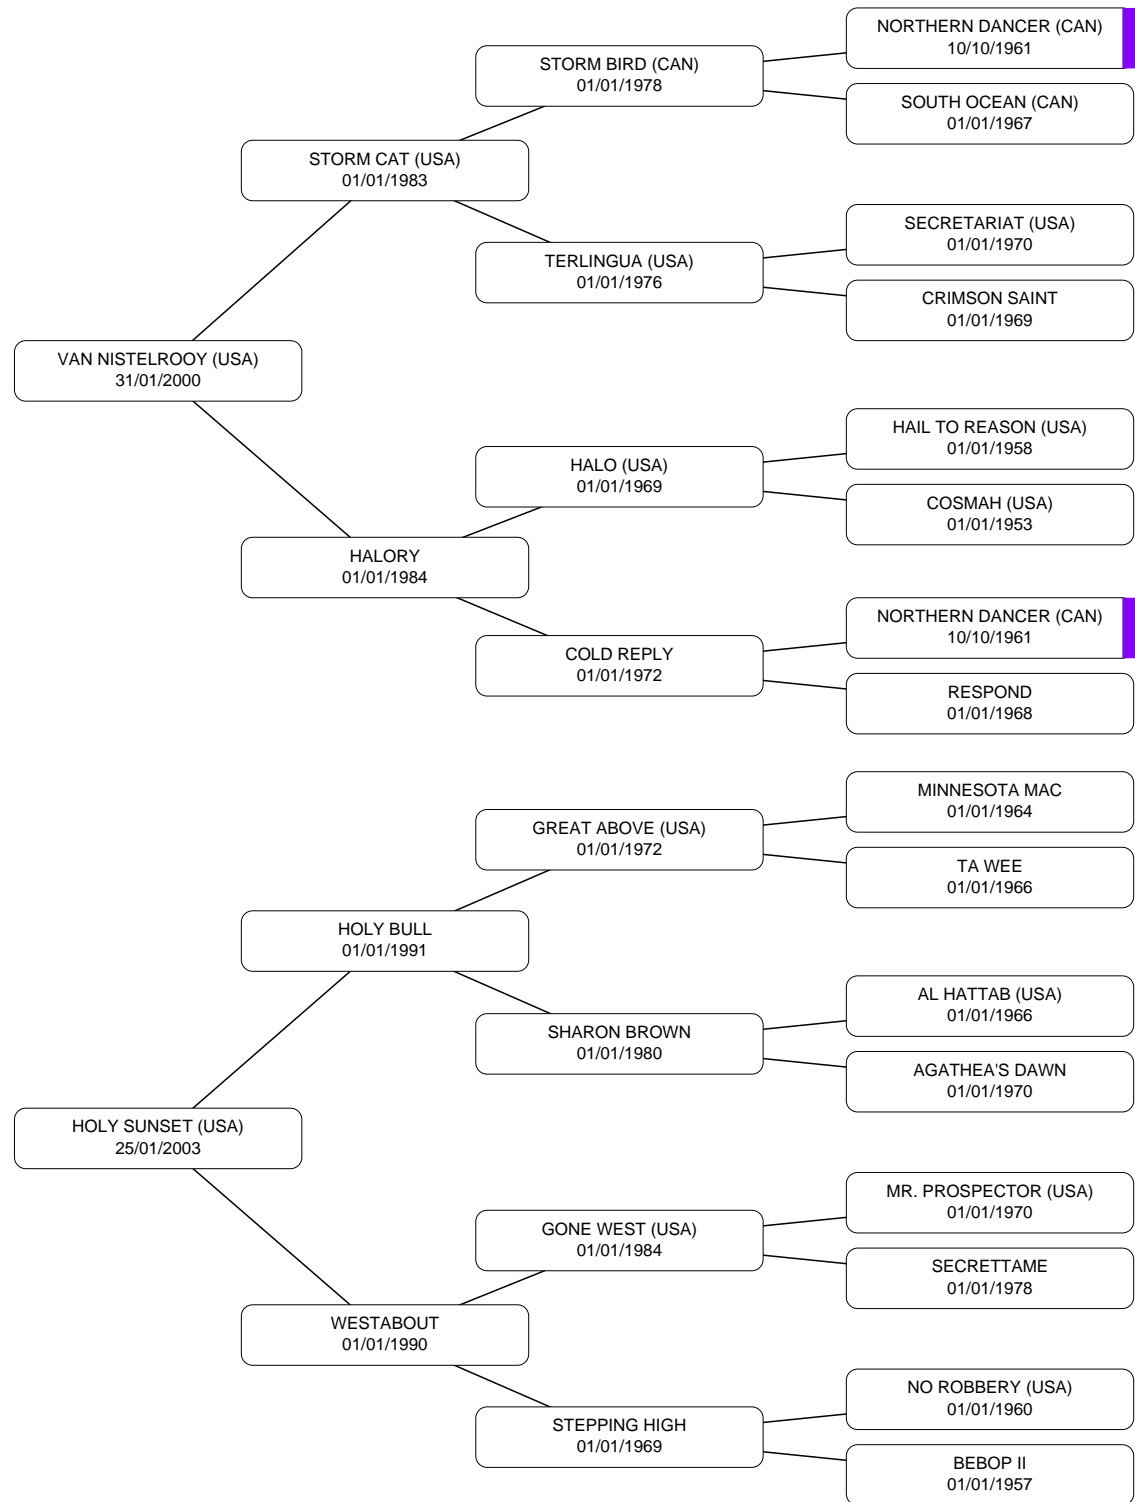 NORTHERN DANCER (CAN)
10/10/1961
STORM BIRD (CAN)
01/01/1978
SOUTH OCEAN (CAN)
01/01/1967
STORM CAT (USA)
01/01/1983
SECRETARIAT (USA)
01/01/1970
TERLINGUA (USA)
01/01/1976
CRIMSON SAINT
01/01/1969
VAN NISTELROOY (USA)
31/01/2000
HAIL TO REASON (USA)
01/01/1958
HALO (USA)
01/01/1969
COSMAH (USA)
01/01/1953
HALORY
01/01/1984
NORTHERN DANCER (CAN)
10/10/1961
COLD REPLY
01/01/1972
RESPOND
01/01/1968
MINNESOTA MAC
01/01/1964
GREAT ABOVE (USA)
01/01/1972
TA WEE
01/01/1966
HOLY BULL
01/01/1991
AL HATTAB (USA)
01/01/1966
SHARON BROWN
01/01/1980
AGATHEA'S DAWN
01/01/1970
HOLY SUNSET (USA)
25/01/2003
MR. PROSPECTOR (USA)
01/01/1970
GONE WEST (USA)
01/01/1984
SECRETTAME
01/01/1978
WESTABOUT
01/01/1990
NO ROBBERY (USA)
01/01/1960
STEPPING HIGH
01/01/1969
BEBOP II
01/01/1957